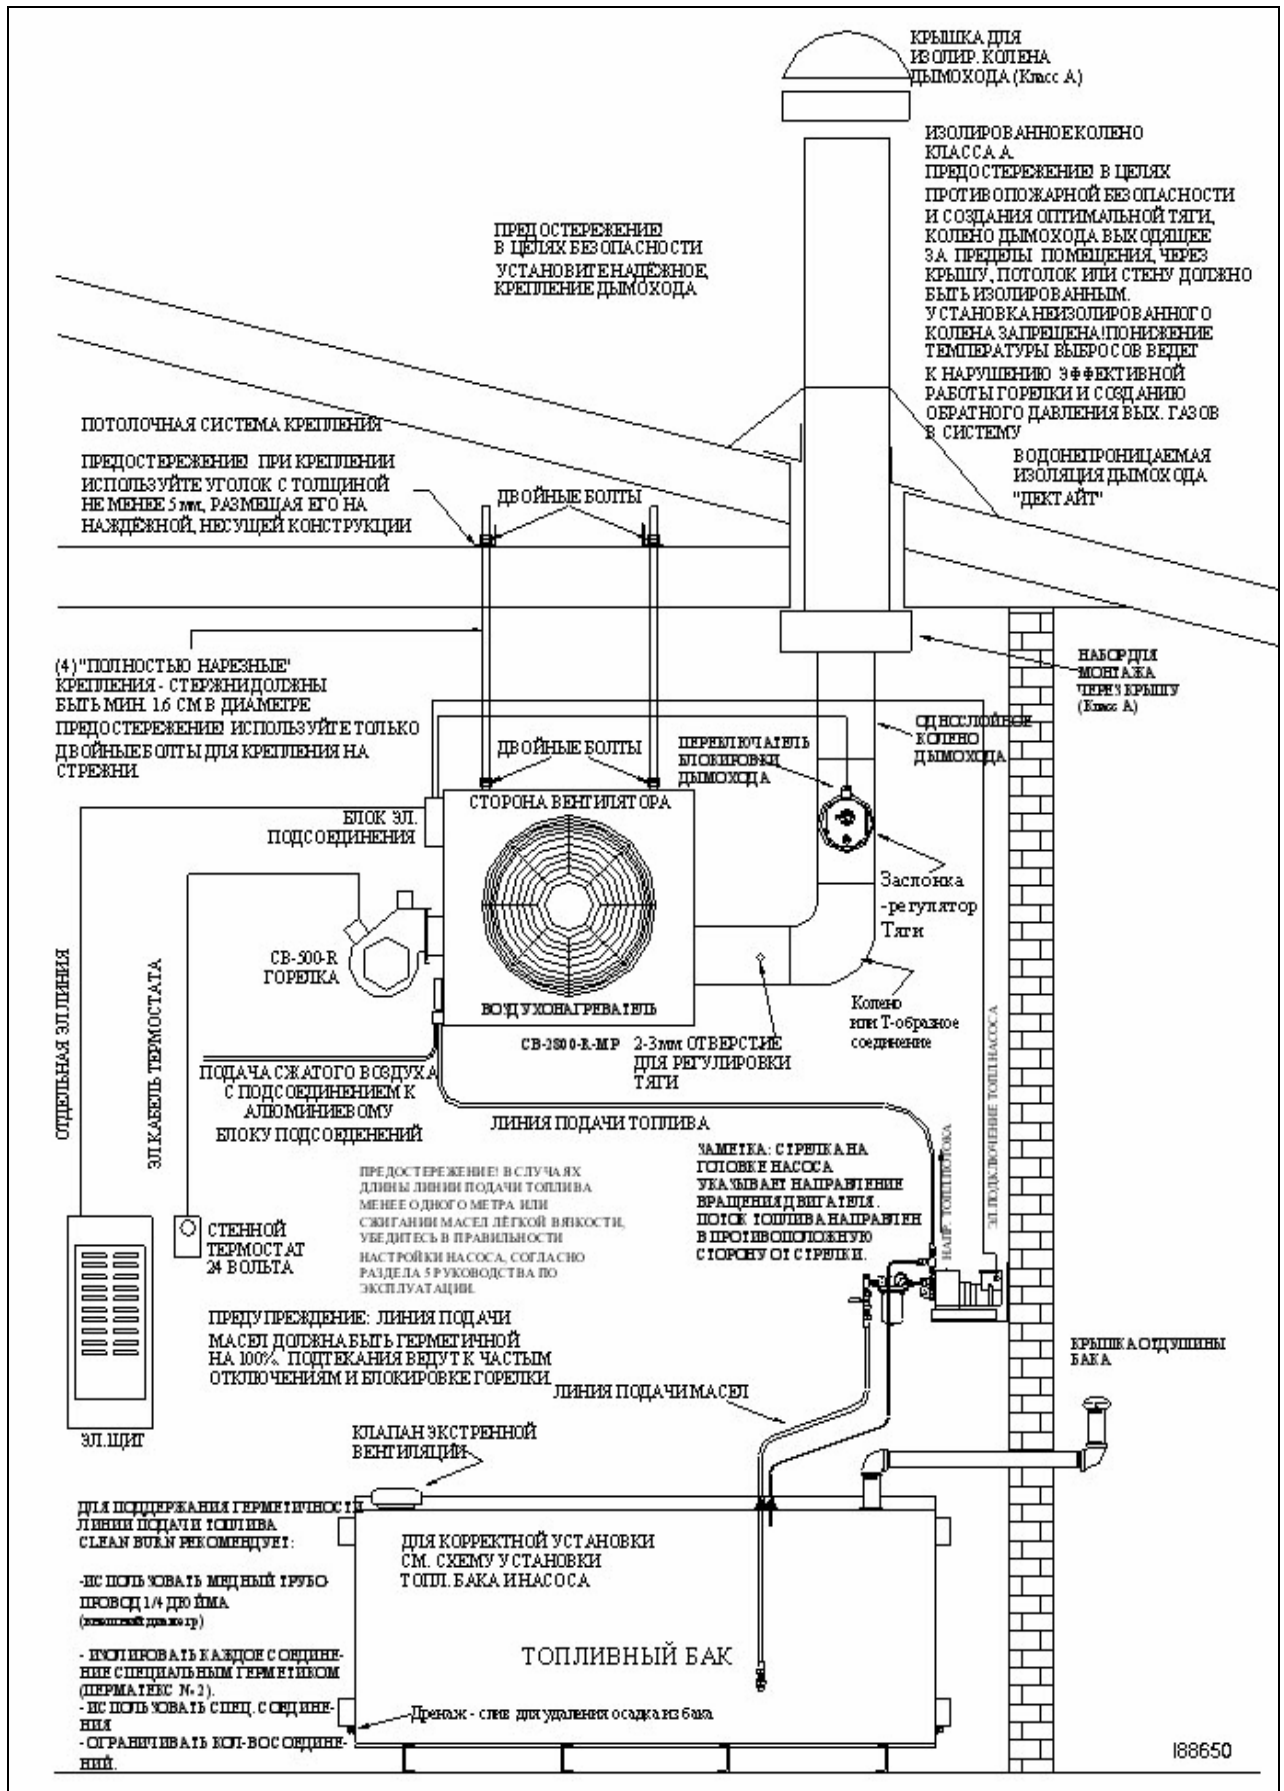 КРЫШКА ДЛЯ
ИЗОЛИР. КОЛЕНА
ДЫМОХОДА (Класс А)
ИЗОЛИРОВАННОЕ КОЛЕНО
КЛАССА А.
ПРЕДОСТЕРЕЖЕНИЕ! В ЦЕЛЯХ
ПРОТИВОПОЖАРНОЙ БЕЗОПАСНОСТИ
И СОЗДАНИЯ ОПТИМАЛЬНОЙ ТЯГИ,
КОЛЕНО ДЫМОХОДА ВЫХОДЯЩЕЕ
ЗА ПРЕДЕЛЫ ПОМЕЩЕНИЯ, ЧЕРЕЗ
КРЫШУ, ПОТОЛОК ИЛИ СТЕНУ ДОЛЖНО
БЫТЬ ИЗОЛИРОВАННЫМ.
УСТАНОВКА НЕИЗОЛИРОВАННОГО
КОЛЕНА ЗАПРЕЩЕНА! ПОНИЖЕНИЕ
ТЕМПЕРАТУРЫ ВЫБРОСОВ ВЕДЕТ
К НАРУШЕНИЮ ЭФФЕКТИВНОЙ
РАБОТЫ ГОРЕЛКИ И СОЗДАНИЮ
ОБРАТНОГО ДАВЛЕНИЯ ВЫХ. ГАЗОВ
В СИСТЕМУ
ПРЕДОСТЕРЕЖЕНИЕ!
В ЦЕЛЯХ БЕЗОПАСНОСТИ
УСТАНОВИТЕ НАДЁЖНОЕ,
КРЕПЛЕНИЕ ДЫМОХОДА
ПОТОЛОЧНАЯ СИСТЕМА КРЕПЛЕНИЯ
ПРЕДОСТЕРЕЖЕНИЕ! ПРИ КРЕПЛЕНИИ
ИСПОЛЬЗУЙТЕ УГОЛОК С ТОЛЩИНОЙ
НЕ МЕНЕЕ 5 мм, РАЗМЕЩАЯ ЕГО НА
НАЖДЁЖНОЙ, НЕСУЩЕЙ КОНСТРУКЦИИ
ДВОЙНЫЕ БОЛТЫ
ВОДОНЕПРОНИЦАЕМАЯ
ИЗОЛЯЦИЯ ДЫМОХОДА
"ДЕКТАЙТ"
(4) "ПОЛНОСТЬЮ НАРЕЗНЫЕ"
КРЕПЛЕНИЯ - СТЕРЖНИ ДОЛЖНЫ
БЫТЬ МИН. 1.6 СМ В ДИАМЕТРЕ
ПРЕДОСТЕРЕЖЕНИЕ! ИСПОЛЬЗУЙТЕ ТОЛЬКО
ДВОЙНЫЕ БОЛТЫ ДЛЯ КРЕПЛЕНИЯ НА
СТРЕЖНИ.
НАБОР ДЛЯ
МОНТАЖА
ЧЕРЕЗ КРЫШУ
(Класс А)
ОДНОСЛОЙНОЕ
КОЛЕНО
ДЫМОХОДА
ДВОЙНЫЕ БОЛТЫ
ПЕРЕКЛЮЧАТЕЛЬ
БЛОКИРОВКИ
ДЫМОХОДА
СТОРОНА ВЕНТИЛЯТОРА
БЛОК ЭЛ.
ПОДСОЕДИНЕНИЯ
Заслонка
-регулятор
Тяги
СВ-500-R
ГОРЕЛКА
ОТДЕЛЬНАЯ ЭЛ.ЛИНИЯ
ЭЛ.КАБЕЛЬ ТЕРМОСТАТА
ВОЗДУХОНАГРЕВАТЕЛЬ
СВ-2800-R-MP
2-3мм ОТВЕРСТИЕ
ДЛЯ РЕГУЛИРОВКИ
ТЯГИ
Колено
или Т-образное
соединение
ПОДАЧА СЖАТОГО ВОЗДУХА
С ПОДСОЕДИНЕНИЕМ К
АЛЮМИНИЕВОМУ
БЛОКУ ПОДСОЕДЕНЕНИЙ
ЛИНИЯ ПОДАЧИ ТОПЛИВА
НАПР. ТОПЛ.ПОТОКА
ЭЛ.ПОДКЛЮЧЕНИЕ ТОПЛ.НАСОСА
ЗАМЕТКА: СТРЕЛКА НА
ГОЛОВКЕ НАСОСА
УКАЗЫВАЕТ НАПРАВЛЕНИЕ
ВРАЩЕНИЯ ДВИГАТЕЛЯ.
ПОТОК ТОПЛИВА НАПРАВЛЕН
В ПРОТИВОПОЛОЖНУЮ
СТОРОНУ ОТ СТРЕЛКИ.
ПРЕДОСТЕРЕЖЕНИЕ! В СЛУЧАЯХ
ДЛИНЫ ЛИНИИ ПОДАЧИ ТОПЛИВА
МЕНЕЕ ОДНОГО МЕТРА ИЛИ
СЖИГАНИИ МАСЕЛ ЛЁГКОЙ ВЯЗКОСТИ,
УБЕДИТЕСЬ В ПРАВИЛЬНОСТИ
НАСТРОЙКИ НАСОСА, СОГЛАСНО
РАЗДЕЛА 5 РУКОВОДСТВА ПО
ЭКСПЛУАТАЦИИ.
СТЕННОЙ
ТЕРМОСТАТ
24 ВОЛЬТА
ПРЕДУПРЕЖДЕНИЕ: ЛИНИЯ ПОДАЧИ
МАСЕЛ ДОЛЖНА БЫТЬ ГЕРМЕТИЧНОЙ
НА 100%. ПОДТЕКАНИЯ ВЕДУТ К ЧАСТЫМ
ОТКЛЮЧЕНИЯМ И БЛОКИРОВКЕ ГОРЕЛКИ.
КРЫШКА ОТДУШИНЫ
БАКА
ЛИНИЯ ПОДАЧИ МАСЕЛ
ЭЛ.ЩИТ
КЛАПАН ЭКСТРЕННОЙ
ВЕНТИЛЯЦИИ
ДЛЯ ПОДДЕРЖАНИЯ ГЕРМЕТИЧНОСТИ
ЛИНИИ ПОДАЧИ ТОПЛИВА
CLEAN BURN РЕКОМЕНДУЕТ:
-ИСПОЛЬЗОВАТЬ МЕДНЫЙ ТРУБО-
ПРОВОД 1/4 ДЮЙМА
(внешний диаметр)
- ИЗОЛИРОВАТЬ КАЖДОЕ СОЕДИНЕ-
НИЕ СПЕЦИАЛЬНЫМ ГЕРМЕТИКОМ
(ПЕРМАТЕКС № 2).
-ИСПОЛЬЗОВАТЬ СПЕЦ. СОЕДИНЕ-
НИЯ
-ОГРАНИЧИВАТЬ КОЛ-ВО СОЕДИНЕ-
НИЙ.
ДЛЯ КОРРЕКТНОЙ УСТАНОВКИ
СМ. СХЕМУ УСТАНОВКИ
ТОПЛ. БАКА И НАСОСА
ТОПЛИВНЫЙ БАК
Дренаж - слив для удаления осадка из бака
I88650